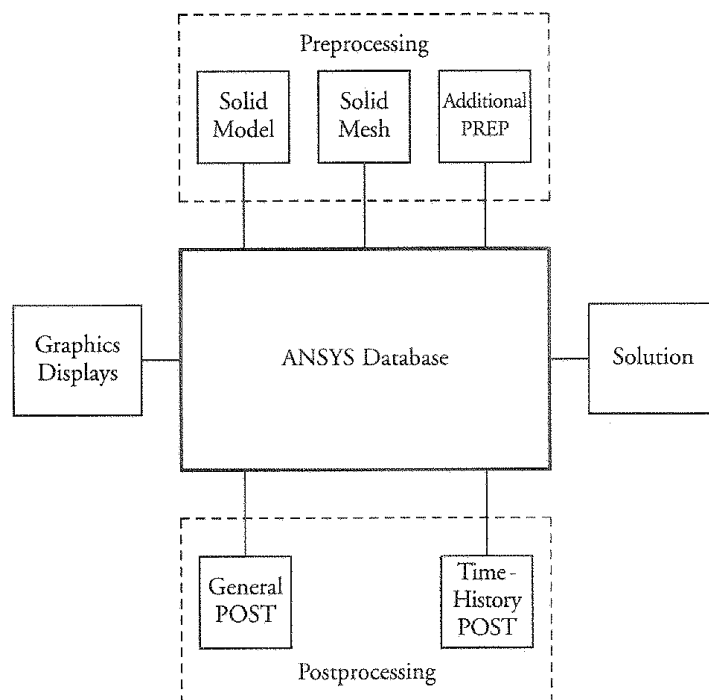 Preprocessing
Solid
Model
Solid
Mesh
Additional
PREP
Graphics
Displays
ANSYS Database
Solution
General
POST
Time-
History
POST
Postprocessing